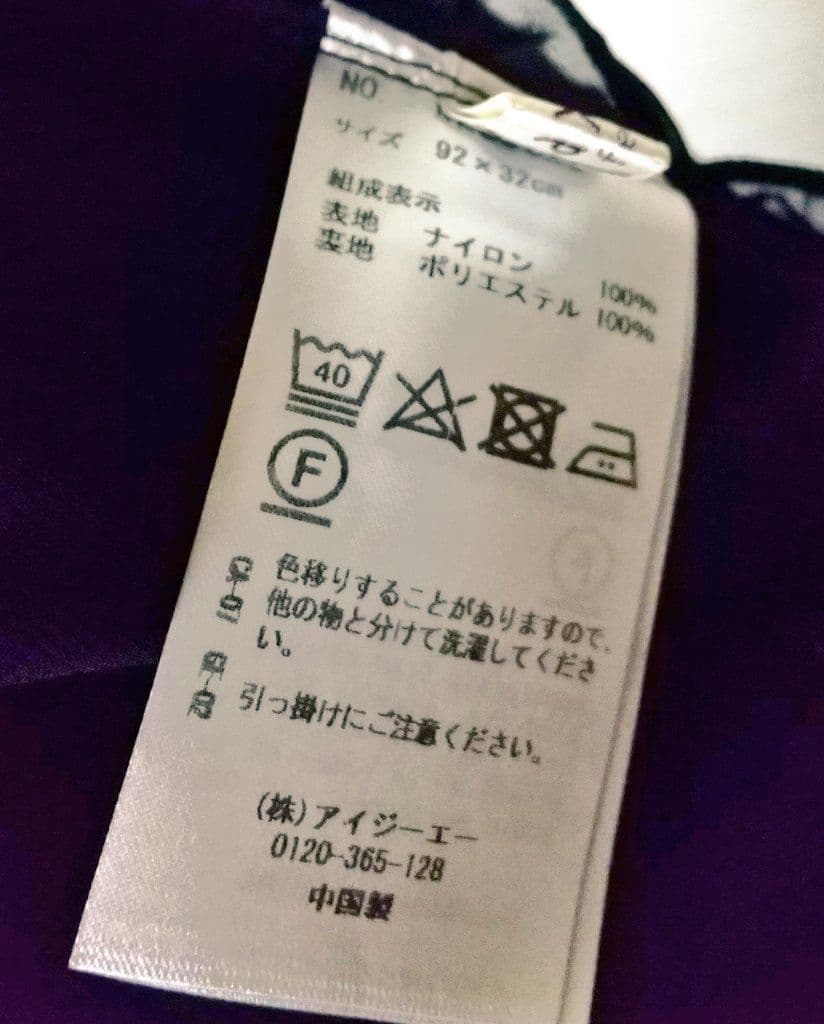 NO
サイズ 92×32cm
組成表示
表地 ナイロン 100%
変地 ポリエステル 100%
40
F
色移りすることがありますので、
他の物と分けて洗濯してくださ
い。
引っ掛けにご注意ください。
(株)アイジーエー
0120-365-128
中国製